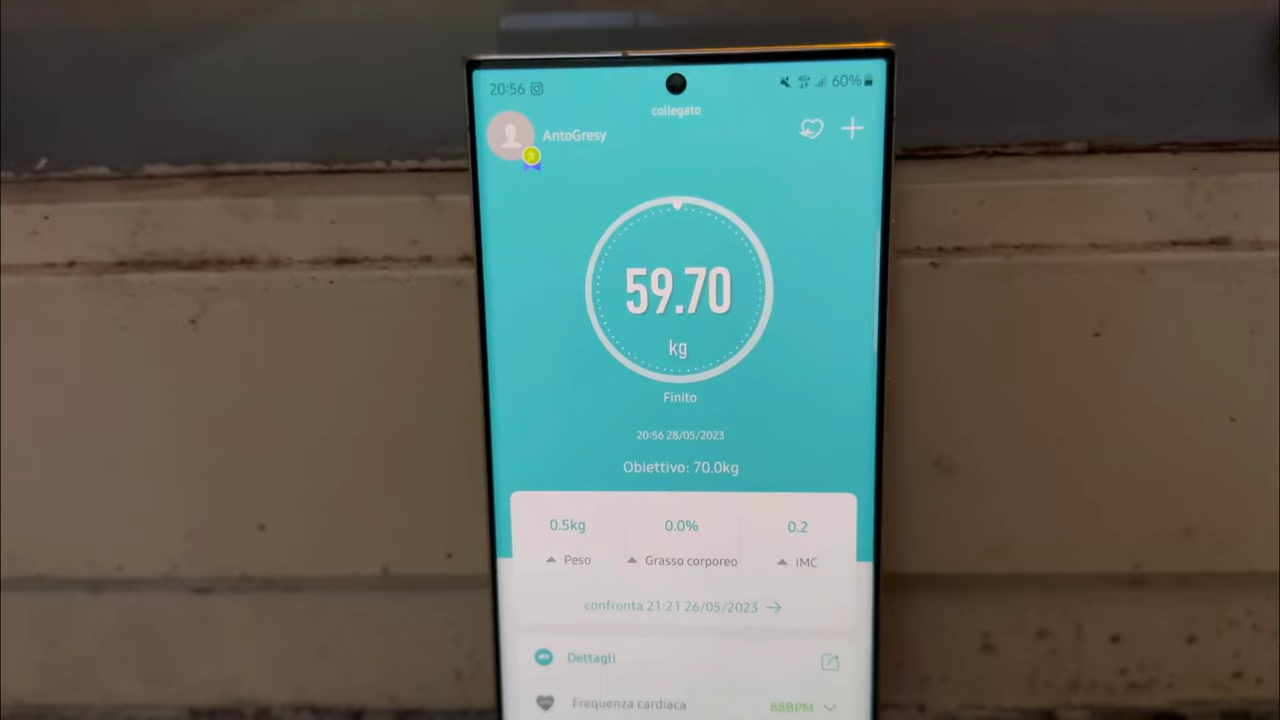 20:56 60%
collegato
AntoGresy
59.70
kg
Finito
20:56 28/05/2023
Obiettivo: 70.0kg
0.5kg 0.0% 0.2
Peso Grasso corporeo IMC
confronta 21:21 26/05/2023
Dettagli
Frequenza cardiaca 88BPM